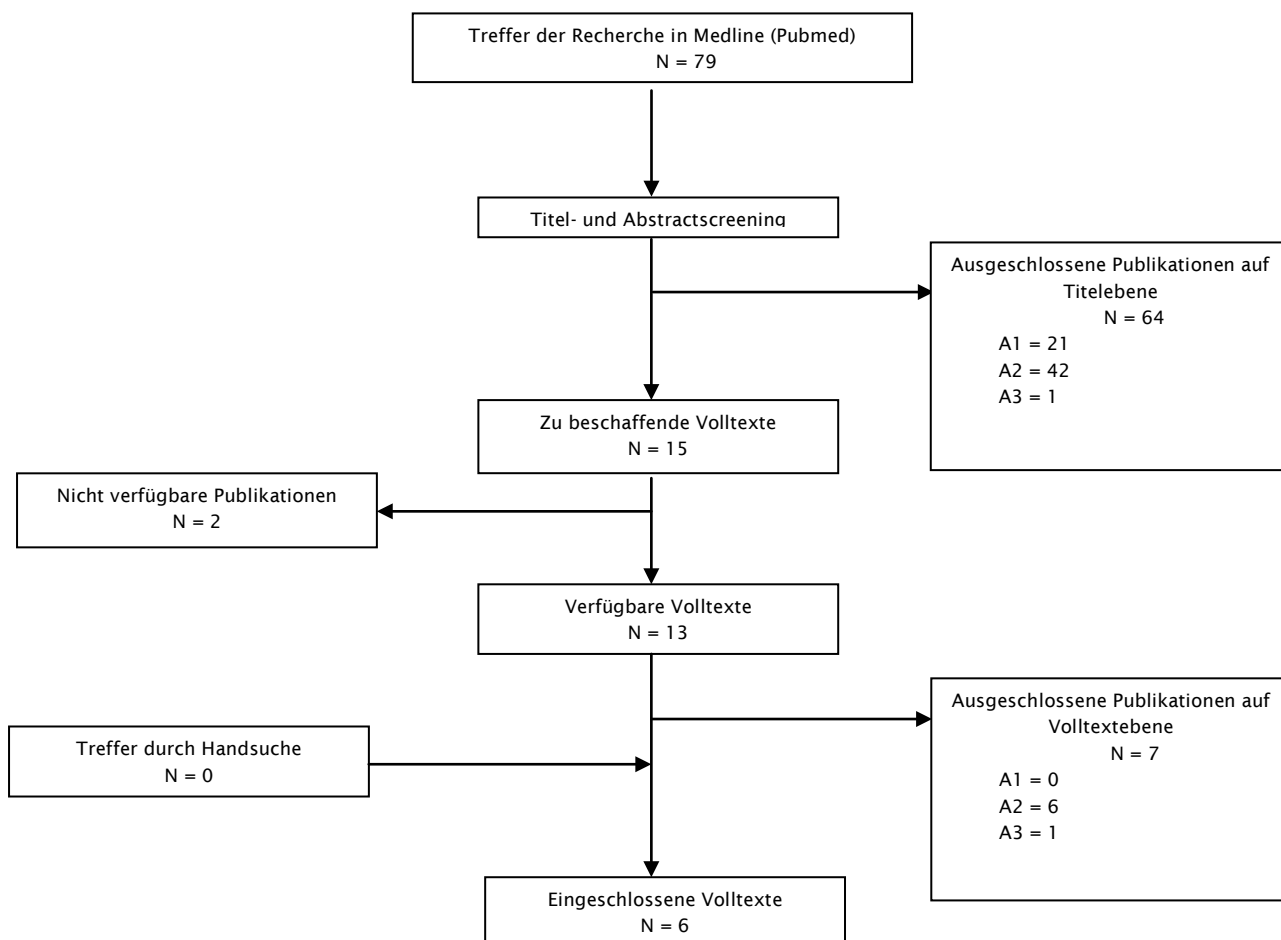 Treffer der Recherche in Medline (Pubmed)
N = 79
Titel- und Abstractscreening
Ausgeschlossene Publikationen auf
Titelebene
N = 64
A1 = 21
A2 = 42
A3 = 1
Zu beschaffende Volltexte
N = 15
Nicht verfügbare Publikationen
N = 2
Verfügbare Volltexte
N = 13
Ausgeschlossene Publikationen auf
Volltextebene
N = 7
A1 = 0
A2 = 6
A3 = 1
Treffer durch Handsuche
N = 0
Eingeschlossene Volltexte
N = 6